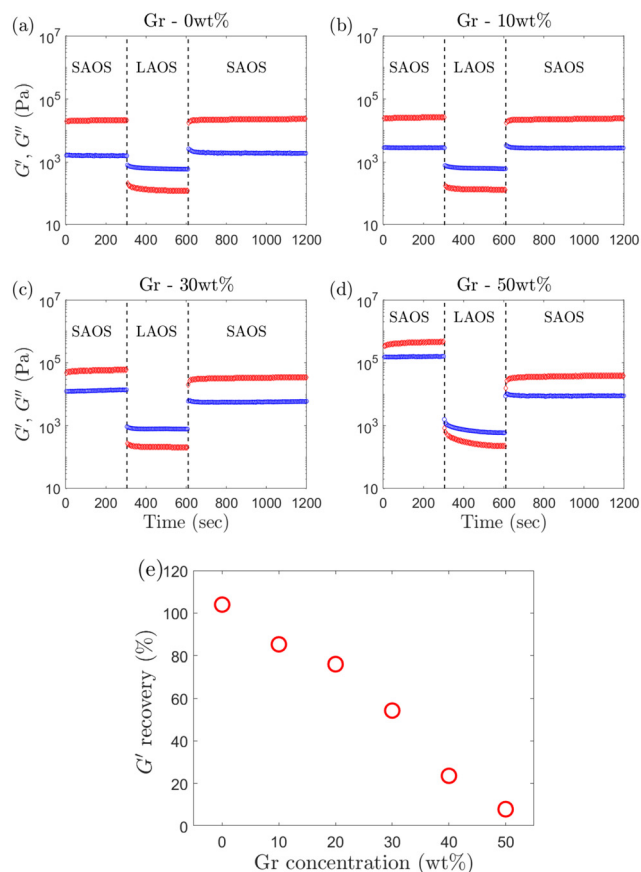 (a) Gr - 0wt%
(b) Gr - 10wt%
10^7
10^5
10^3
10
G′, G″ (Pa)
SAOS LAOS SAOS
0 200 400 600 800 1000 1200
Time (sec)
10^7
10^5
10^3
10
SAOS LAOS SAOS
0 200 400 600 800 1000 1200
Time (sec)
(c) Gr - 30wt%
(d) Gr - 50wt%
10^7
10^5
10^3
10
G′, G″ (Pa)
SAOS LAOS SAOS
0 200 400 600 800 1000 1200
Time (sec)
10^7
10^5
10^3
10
SAOS LAOS SAOS
0 200 400 600 800 1000 1200
Time (sec)
(e)
120
100
80
60
40
20
0
G′ recovery (%)
0 10 20 30 40 50
Gr concentration (wt%)